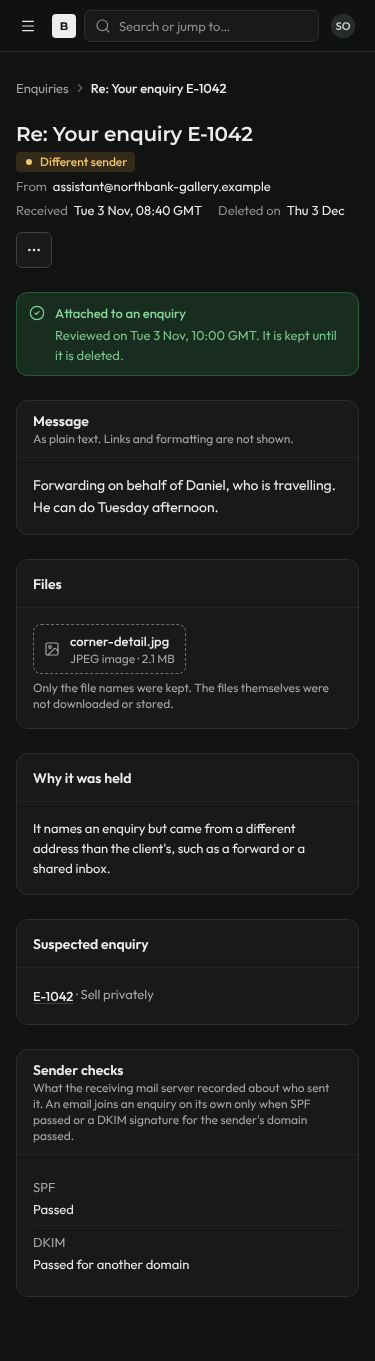 B
Search or jump to...
SO
Enquiries
Re: Your enquiry E-1042
Re: Your enquiry E-1042
Different sender
From assistant@northbank-gallery.example
Received Tue 3 Nov, 08:40 GMT Deleted on Thu 3 Dec
Attached to an enquiry
Reviewed on Tue 3 Nov, 10:00 GMT. It is kept until
it is deleted.
Message
As plain text. Links and formatting are not shown.
Forwarding on behalf of Daniel, who is travelling.
He can do Tuesday afternoon.
Files
corner-detail.jpg
JPEG image · 2.1 MB
Only the file names were kept. The files themselves were
not downloaded or stored.
Why it was held
It names an enquiry but came from a different
address than the client's, such as a forward or a
shared inbox.
Suspected enquiry
E-1042 · Sell privately
Sender checks
What the receiving mail server recorded about who sent
it. An email joins an enquiry on its own only when SPF
passed or a DKIM signature for the sender's domain
passed.
SPF
Passed
DKIM
Passed for another domain